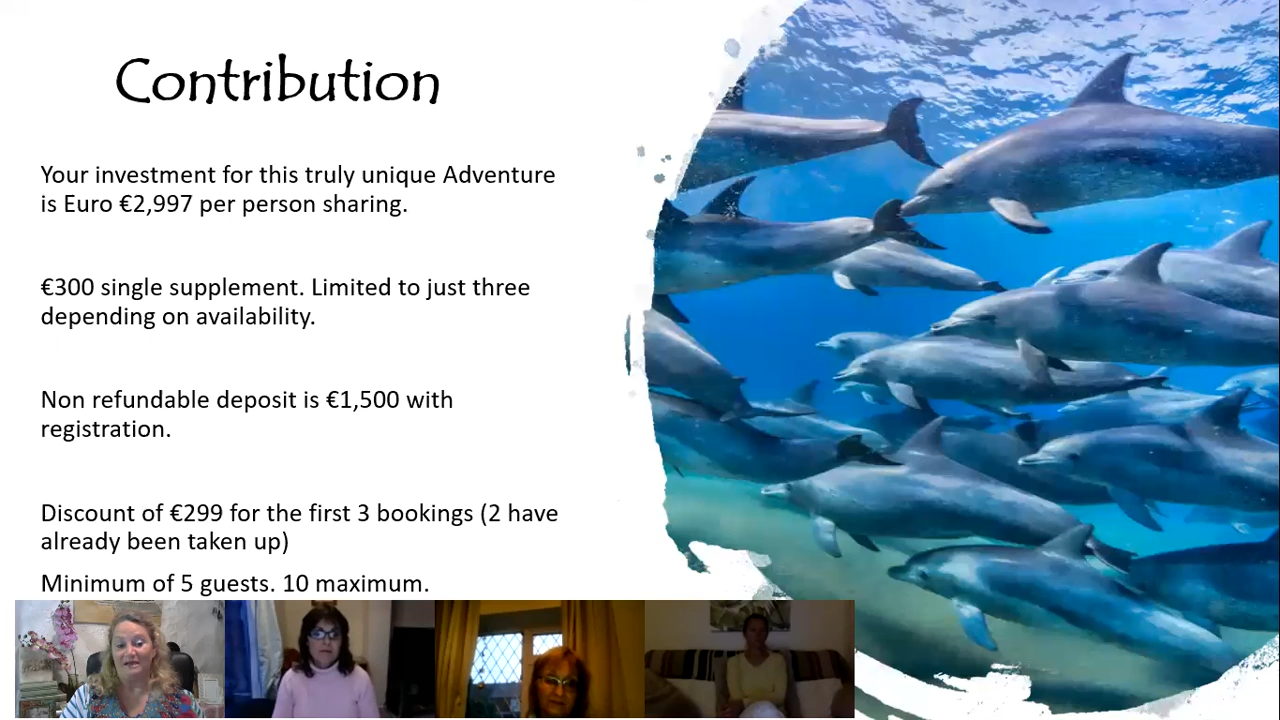 Contribution
Your investment for this truly unique Adventure
is Euro €2,997 per person sharing.
€300 single supplement. Limited to just three
depending on availability.
Non refundable deposit is €1,500 with
registration.
Discount of €299 for the first 3 bookings (2 have
already been taken up)
Minimum of 5 guests. 10 maximum.